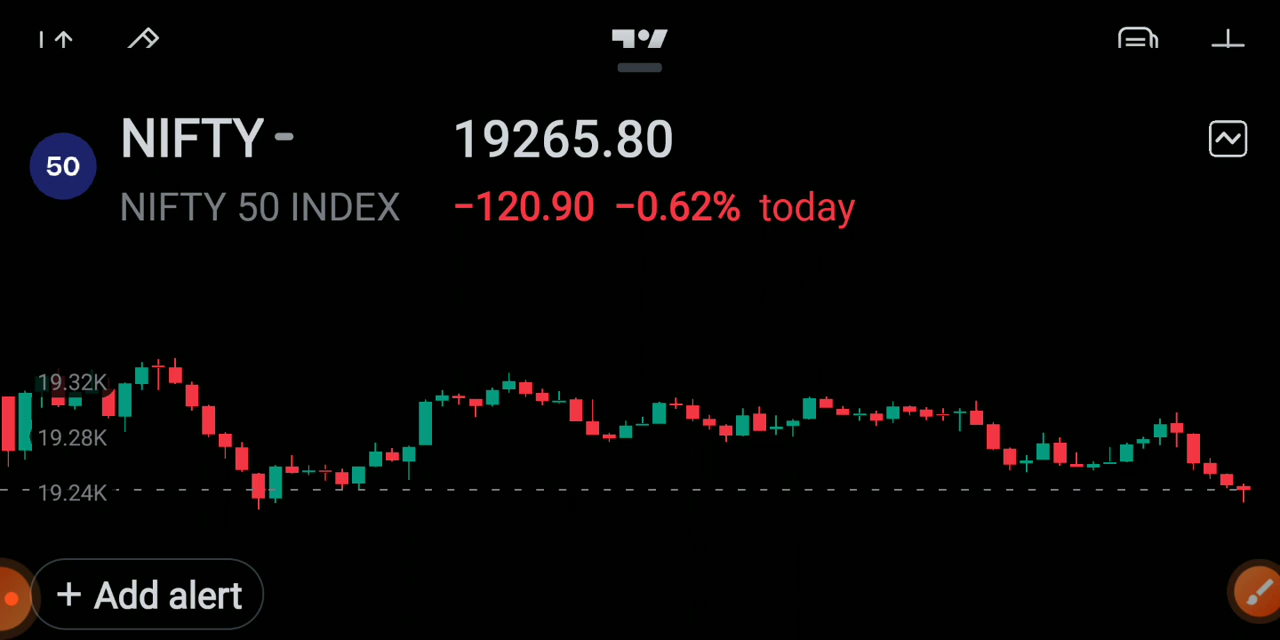 NIFTY
19265.80
50
NIFTY 50 INDEX
−120.90 −0.62% today
19.32K
19.28K
19.24K
+ Add alert